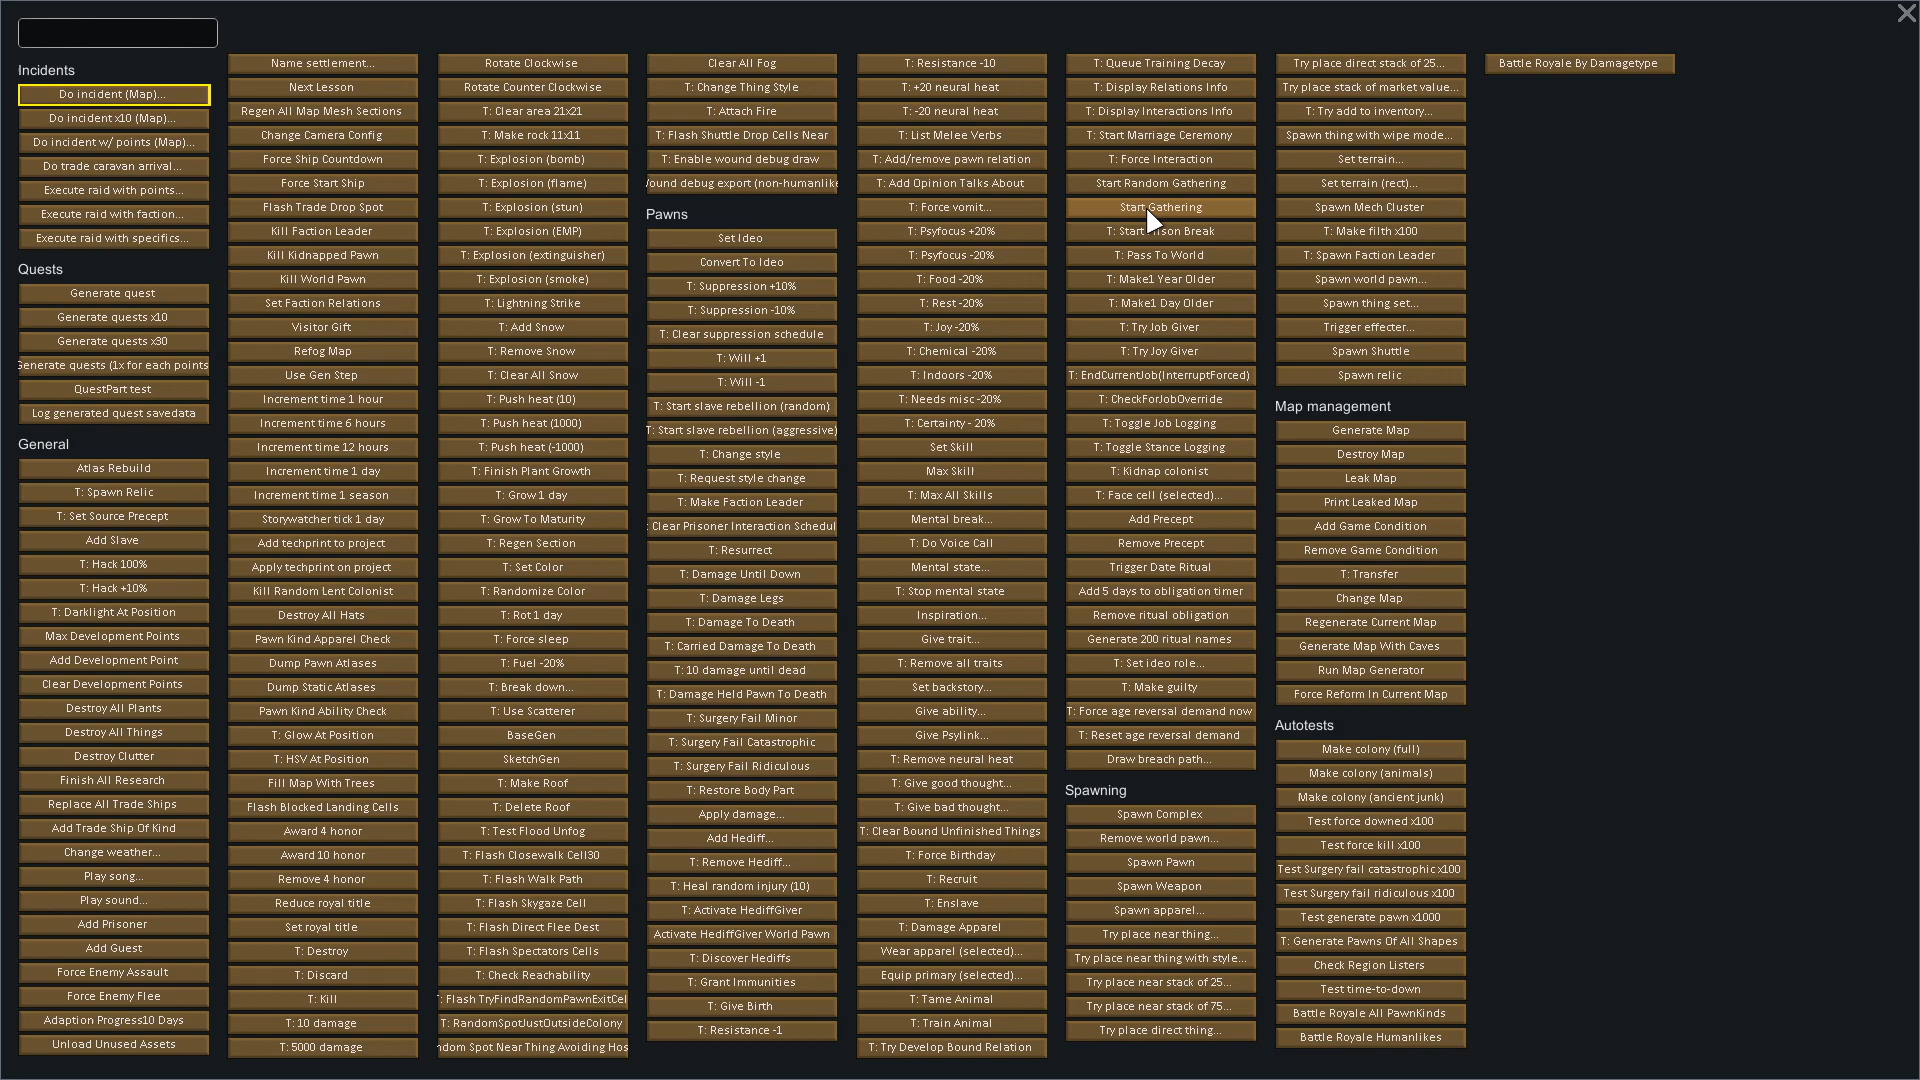 Incidents
Do incident (Map)...
Do incident x10 (Map)...
Do incident w/ points (Map)...
Do trade caravan arrival...
Execute raid with points...
Execute raid with faction...
Execute raid with specifics...
Quests
Generate quest
Generate quests x10
Generate quests x30
Generate quests (1x for each points
QuestPart test
Log generated quest savedata
General
Atlas Rebuild
T: Spawn Relic
T: Set Source Precept
Add Slave
T: Hack 100%
T: Hack +10%
T: Darklight At Position
Max Development Points
Add Development Point
Clear Development Points
Destroy All Plants
Destroy All Things
Destroy Clutter
Finish All Research
Replace All Trade Ships
Add Trade Ship Of Kind
Change weather...
Play song...
Play sound...
Add Prisoner
Add Guest
Force Enemy Assault
Force Enemy Flee
Adaption Progress10 Days
Unload Unused Assets
Name settlement...
Next Lesson
Regen All Map Mesh Sections
Change Camera Config
Force Ship Countdown
Force Start Ship
Flash Trade Drop Spot
Kill Faction Leader
Kill Kidnapped Pawn
Kill World Pawn
Set Faction Relations
Visitor Gift
Refog Map
Use Gen Step
Increment time 1 hour
Increment time 6 hours
Increment time 12 hours
Increment time 1 day
Increment time 1 season
Storywatcher tick 1 day
Add techprint to project
Apply techprint on project
Kill Random Lent Colonist
Destroy All Hats
Pawn Kind Apparel Check
Dump Pawn Atlases
Dump Static Atlases
Pawn Kind Ability Check
T: Glow At Position
T: HSV At Position
Fill Map With Trees
Flash Blocked Landing Cells
Award 4 honor
Award 10 honor
Remove 4 honor
Reduce royal title
Set royal title
T: Destroy
T: Discard
T: Kill
T: 10 damage
T: 5000 damage
Rotate Clockwise
Rotate Counter Clockwise
T: Clear area 21x21
T: Make rock 11x11
T: Explosion (bomb)
T: Explosion (flame)
T: Explosion (stun)
T: Explosion (EMP)
T: Explosion (extinguisher)
T: Explosion (smoke)
T: Lightning Strike
T: Add Snow
T: Remove Snow
T: Clear All Snow
T: Push heat (10)
T: Push heat (1000)
T: Push heat (-1000)
T: Finish Plant Growth
T: Grow 1 day
T: Grow To Maturity
T: Regen Section
T: Set Color
T: Randomize Color
T: Rot 1 day
T: Force sleep
T: Fuel -20%
T: Break down...
T: Use Scatterer
BaseGen
SketchGen
T: Make Roof
T: Delete Roof
T: Test Flood Unfog
T: Flash Closewalk Cell30
T: Flash Walk Path
T: Flash Skygaze Cell
T: Flash Direct Flee Dest
T: Flash Spectators Cells
T: Check Reachability
: Flash TryFindRandomPawnExitCel
T: RandomSpotJustOutsideColony
ndom Spot Near Thing Avoiding Hos
Clear All Fog
T: Change Thing Style
T: Attach Fire
T: Flash Shuttle Drop Cells Near
T: Enable wound debug draw
ound debug export (non-humanlike
Pawns
Set Ideo
Convert To Ideo
T: Suppression +10%
T: Suppression -10%
T: Clear suppression schedule
T: Will +1
T: Will -1
T: Start slave rebellion (random)
T: Start slave rebellion (aggressive)
T: Change style
T: Request style change
T: Make Faction Leader
: Clear Prisoner Interaction Schedul
T: Resurrect
T: Damage Until Down
T: Damage Legs
T: Damage To Death
T: Carried Damage To Death
T: 10 damage until dead
T: Damage Held Pawn To Death
T: Surgery Fail Minor
T: Surgery Fail Catastrophic
T: Surgery Fail Ridiculous
T: Restore Body Part
Apply damage...
Add Hediff...
T: Remove Hediff...
T: Heal random injury (10)
T: Activate HediffGiver
Activate HediffGiver World Pawn
T: Discover Hediffs
T: Grant Immunities
T: Give Birth
T: Resistance -1
T: Resistance -10
T: +20 neural heat
T: -20 neural heat
T: List Melee Verbs
T: Add/remove pawn relation
T: Add Opinion Talks About
T: Force vomit...
T: Psyfocus +20%
T: Psyfocus -20%
T: Food -20%
T: Rest -20%
T: Joy -20%
T: Chemical -20%
T: Indoors -20%
T: Needs misc -20%
T: Certainty - 20%
Set Skill
Max Skill
T: Max All Skills
Mental break...
T: Do Voice Call
Mental state...
T: Stop mental state
Inspiration...
Give trait...
T: Remove all traits
Set backstory...
Give ability...
Give Psylink...
T: Remove neural heat
T: Give good thought...
T: Give bad thought...
T: Clear Bound Unfinished Things
T: Force Birthday
T: Recruit
T: Enslave
T: Damage Apparel
Wear apparel (selected)...
Equip primary (selected)...
T: Tame Animal
T: Train Animal
T: Try Develop Bound Relation
T: Queue Training Decay
T: Display Relations Info
T: Display Interactions Info
T: Start Marriage Ceremony
T: Force Interaction
Start Random Gathering
Start Gathering
T: Start son Break
T: Pass To World
T: Make1 Year Older
T: Make1 Day Older
T: Try Job Giver
T: Try Joy Giver
T: EndCurrentJob(InterruptForced)
T: CheckForJobOverride
T: Toggle Job Logging
T: Toggle Stance Logging
T: Kidnap colonist
T: Face cell (selected)...
Add Precept
Remove Precept
Trigger Date Ritual
Add 5 days to obligation timer
Remove ritual obligation
Generate 200 ritual names
T: Set ideo role...
T: Make guilty
T: Force age reversal demand now
T: Reset age reversal demand
Draw breach path...
Spawning
Spawn Complex
Remove world pawn...
Spawn Pawn
Spawn Weapon
Spawn apparel...
Try place near thing...
Try place near thing with style...
Try place near stack of 25...
Try place near stack of 75...
Try place direct thing...
Try place direct stack of 25...
Try place stack of market value...
T: Try add to inventory...
Spawn thing with wipe mode...
Set terrain...
Set terrain (rect)...
Spawn Mech Cluster
T: Make filth x100
T: Spawn Faction Leader
Spawn world pawn...
Spawn thing set...
Trigger effecter...
Spawn Shuttle
Spawn relic
Map management
Generate Map
Destroy Map
Leak Map
Print Leaked Map
Add Game Condition
Remove Game Condition
T: Transfer
Change Map
Regenerate Current Map
Generate Map With Caves
Run Map Generator
Force Reform In Current Map
Autotests
Make colony (full)
Make colony (animals)
Make colony (ancient junk)
Test force downed x100
Test force kill x100
Test Surgery fail catastrophic x100
Test Surgery fail ridiculous x100
Test generate pawn x1000
T: Generate Pawns Of All Shapes
Check Region Listers
Test time-to-down
Battle Royale All PawnKinds
Battle Royale Humanlikes
Battle Royale By Damagetype